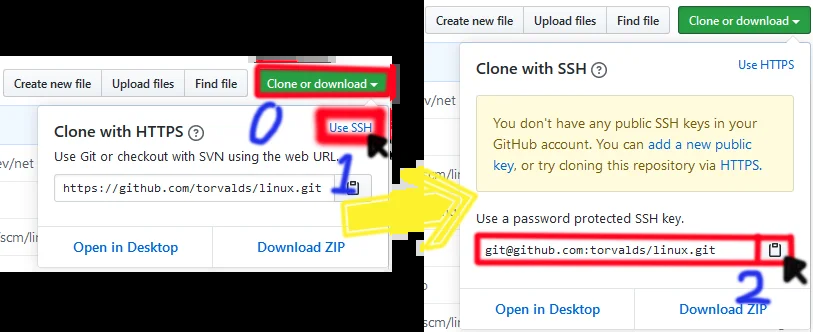 Create new file
Upload files
Find file
Clone or download
0
Clone with HTTPS
Use SSH
1
Use Git or checkout with SVN using the web URL.
https://github.com/torvalds/linux.git
Open in Desktop
Download ZIP
ev/net
/scm/lin
Create new file
Upload files
Find file
Clone or download
Clone with SSH
Use HTTPS
You don't have any public SSH keys in your
GitHub account. You can add a new public
key, or try cloning this repository via HTTPS.
Use a password protected SSH key.
git@github.com:torvalds/linux.git
2
Open in Desktop
Download ZIP
ev/net
/scm/lin